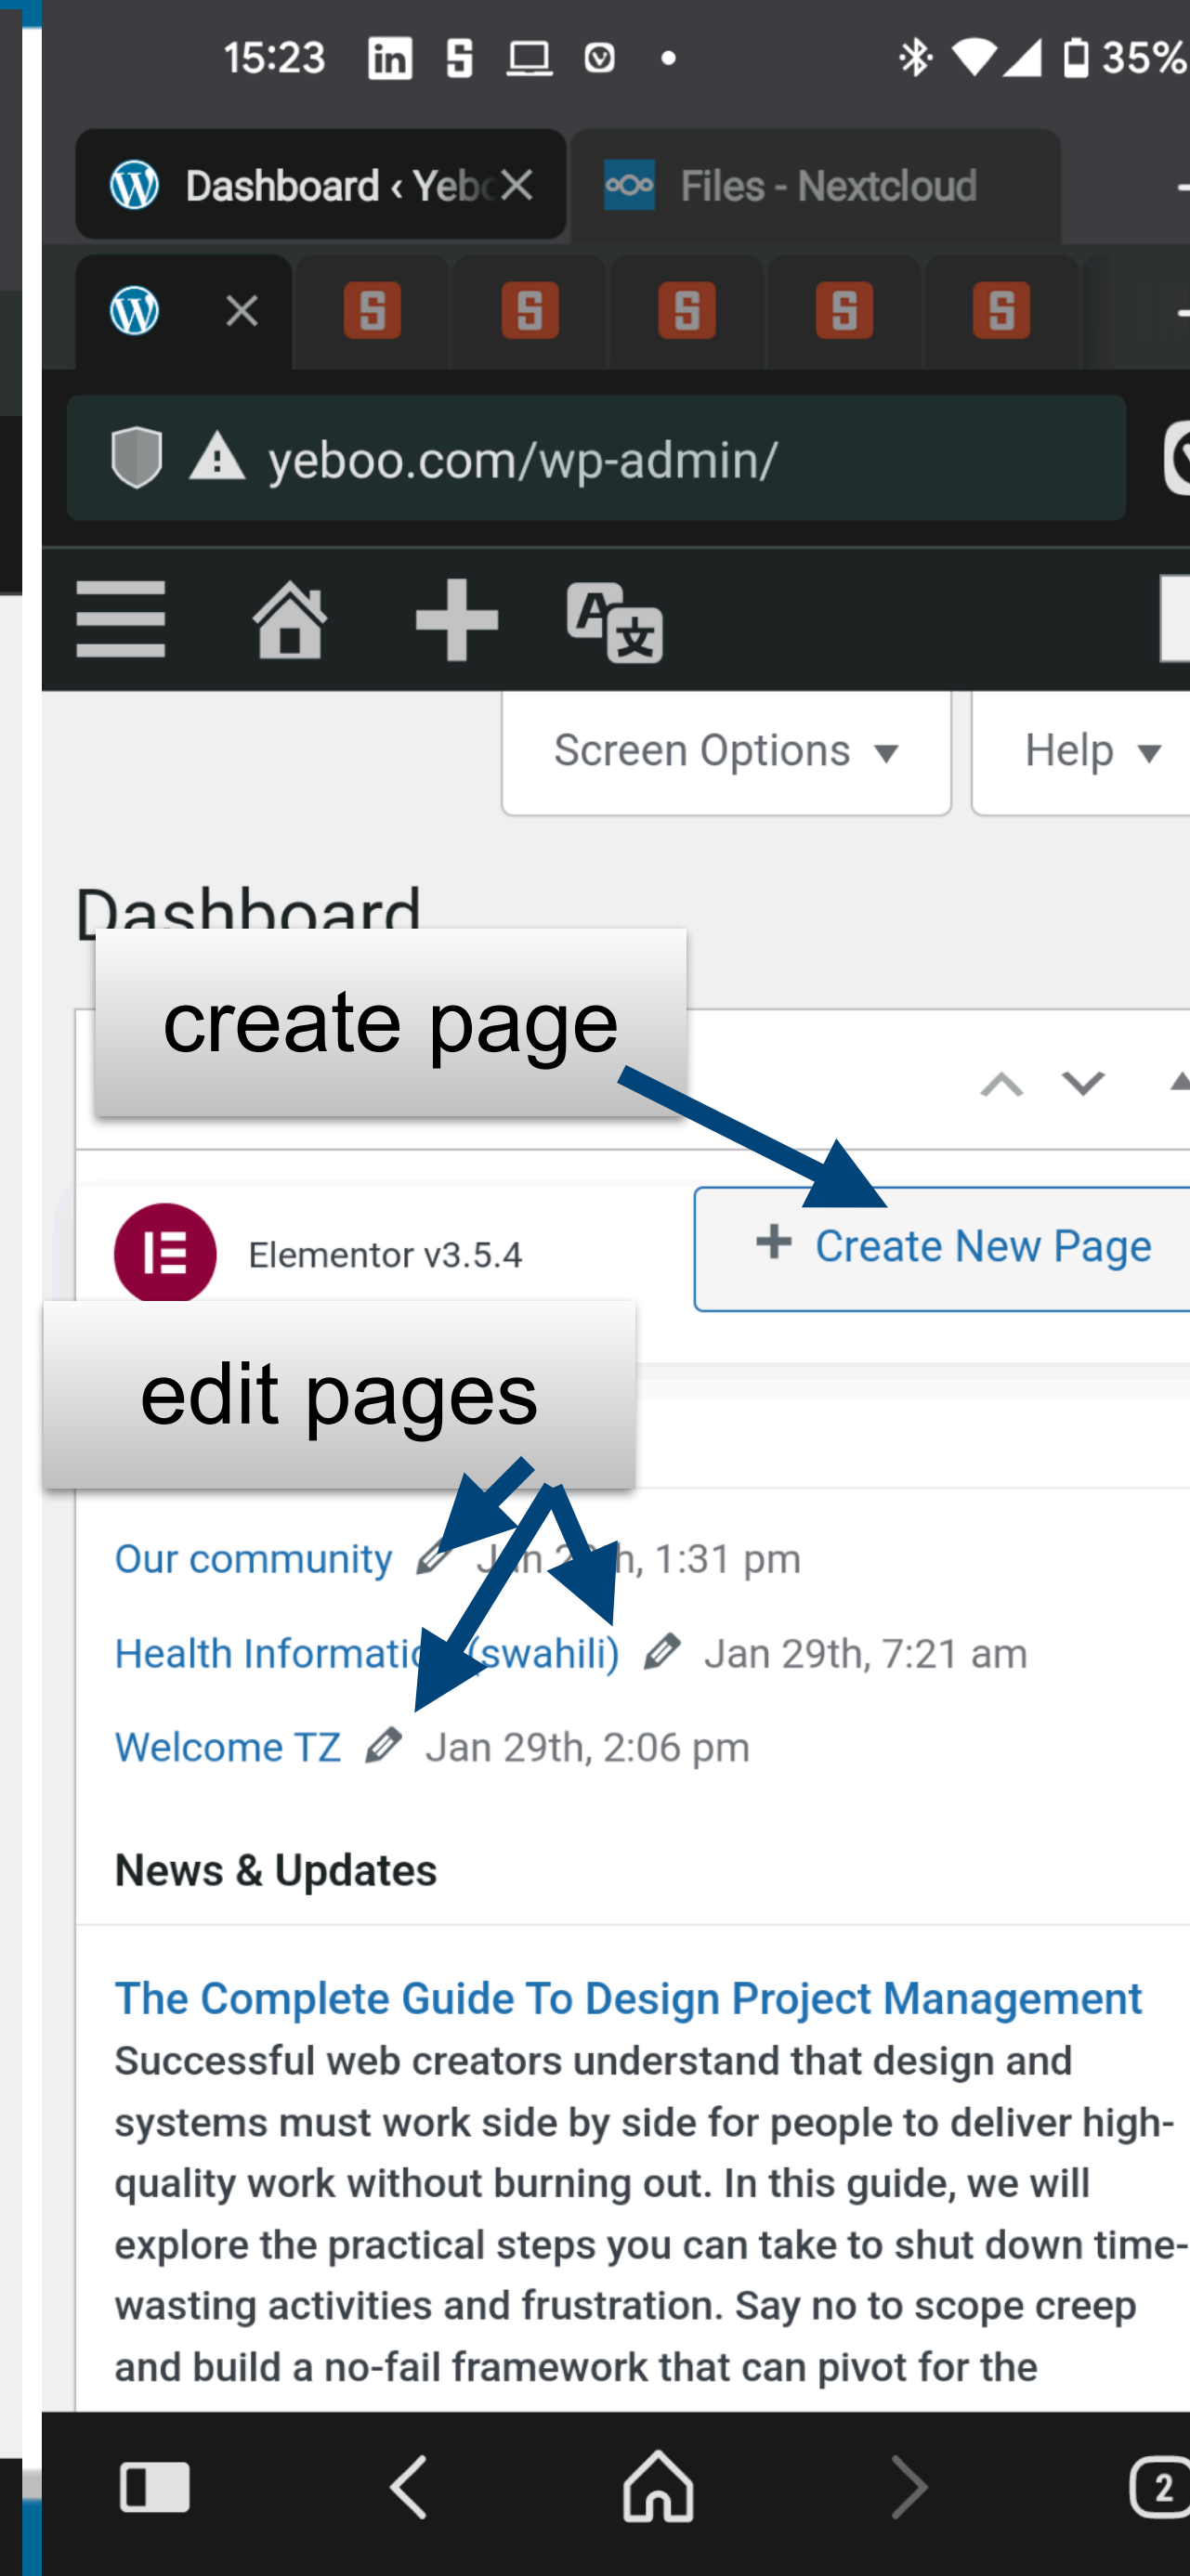 15:23 35%
Dashboard ‹ Yeb Files - Nextcloud
yeboo.com/wp-admin/
Screen Options Help
Dashboard
create page
Elementor v3.5.4 + Create New Page
edit pages
Our community Jan h, 1:31 pm
Health Informatio (swahili) Jan 29th, 7:21 am
Welcome TZ Jan 29th, 2:06 pm
News & Updates
The Complete Guide To Design Project Management
Successful web creators understand that design and
systems must work side by side for people to deliver high-
quality work without burning out. In this guide, we will
explore the practical steps you can take to shut down time-
wasting activities and frustration. Say no to scope creep
and build a no-fail framework that can pivot for the
2